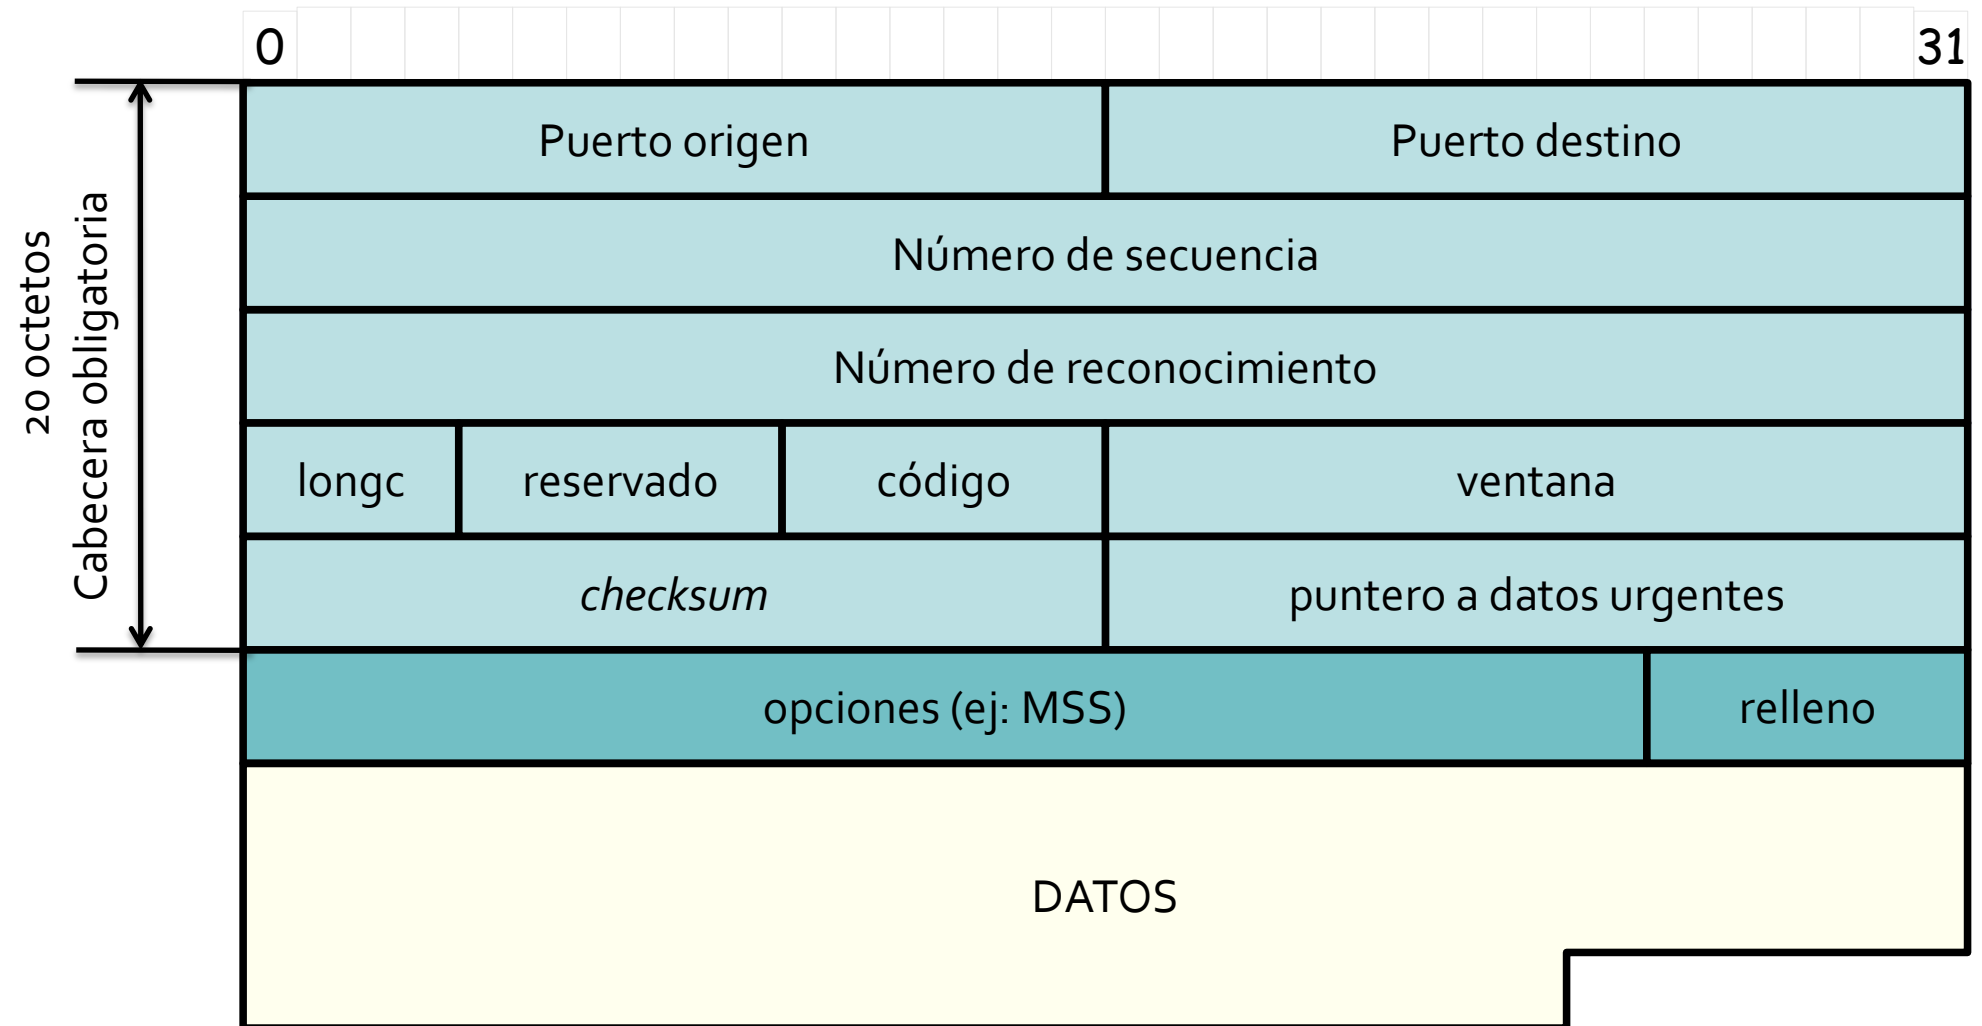 0
31
20 octetos
Cabecera obligatoria
Puerto origen
Puerto destino
Número de secuencia
Número de reconocimiento
longc
reservado
código
ventana
checksum
puntero a datos urgentes
opciones (ej: MSS)
relleno
DATOS